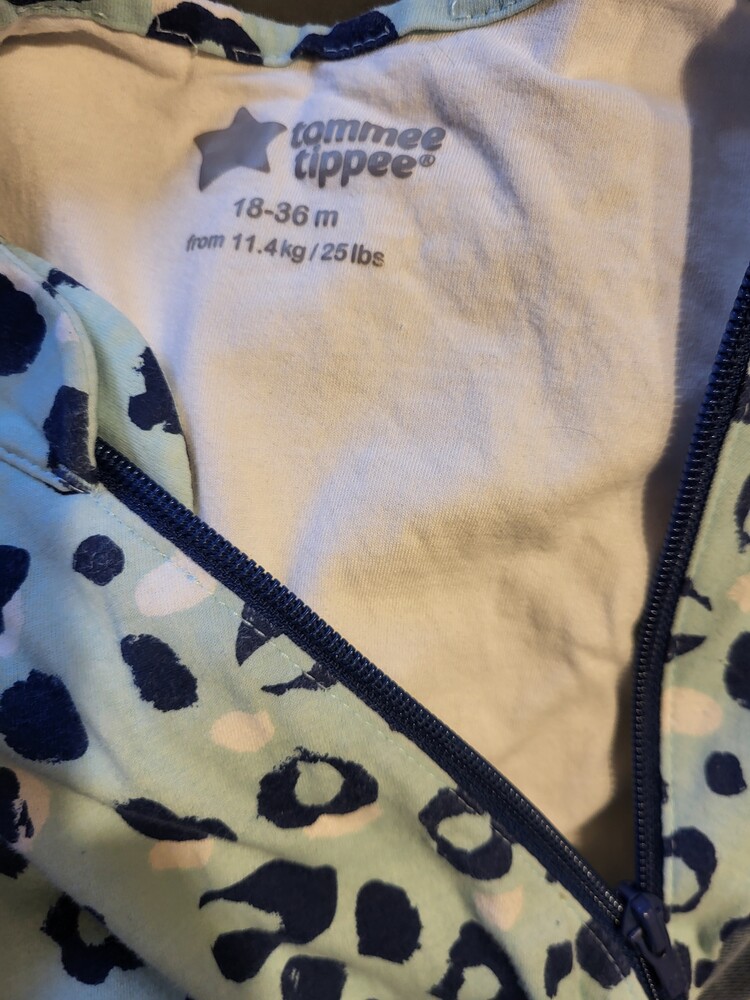 tommee
tippee®
18-36 m
from 11.4kg/25lbs